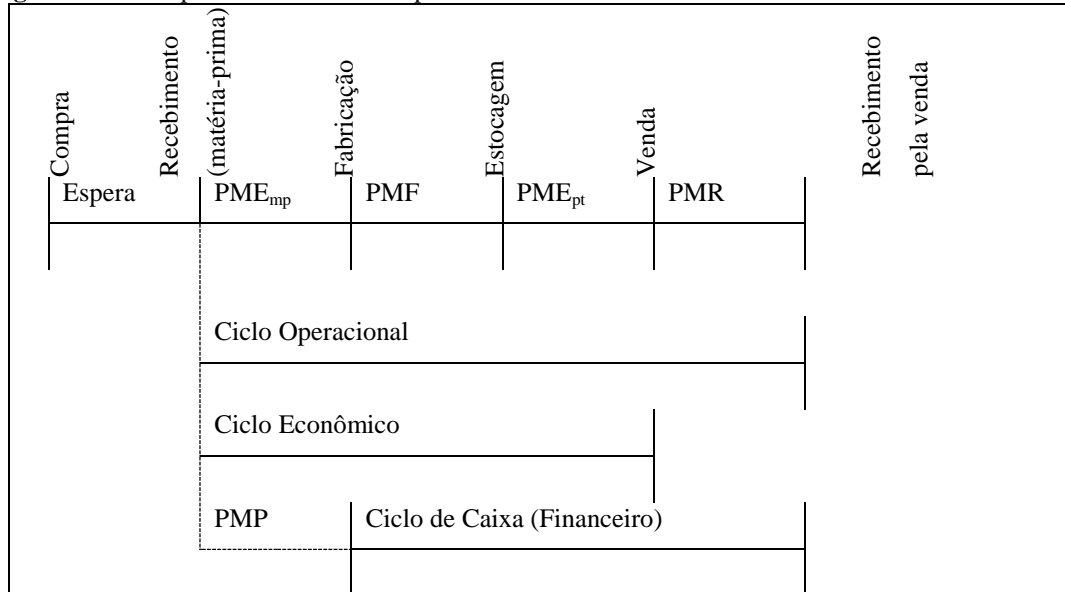 Compra
Recebimento
(matéria-prima)
Fabricação
Estocagem
Venda
Recebimento
pela venda
Espera
PMEmp
PMF
PMEpt
PMR
Ciclo Operacional
Ciclo Econômico
PMP
Ciclo de Caixa (Financeiro)